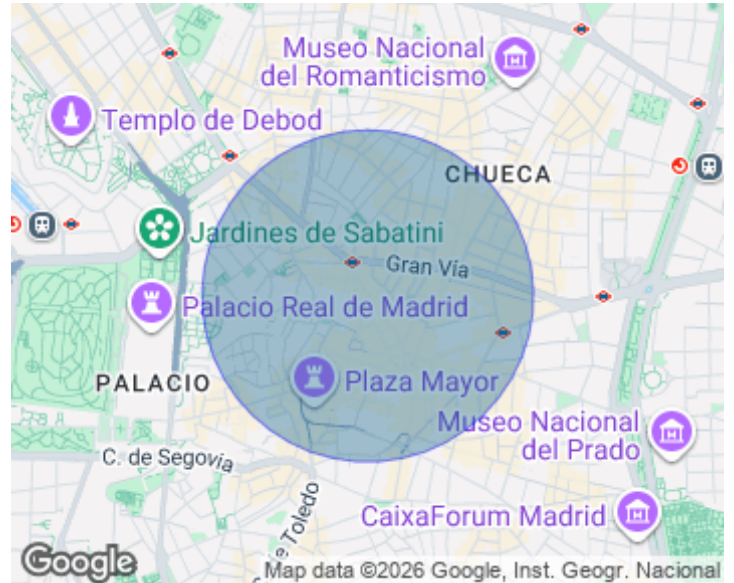 Museo Nacional
del Romanticismo
Templo de Debod
CHUECA
Jardines de Sabatini
Gran Vía
Palacio Real de Madrid
PALACIO
Plaza Mayor
Museo Nacional
del Prado
C. de Segovia
e Toledo
CaixaForum Madrid
Google
Map data ©2026 Google, Inst. Geogr. Nacional